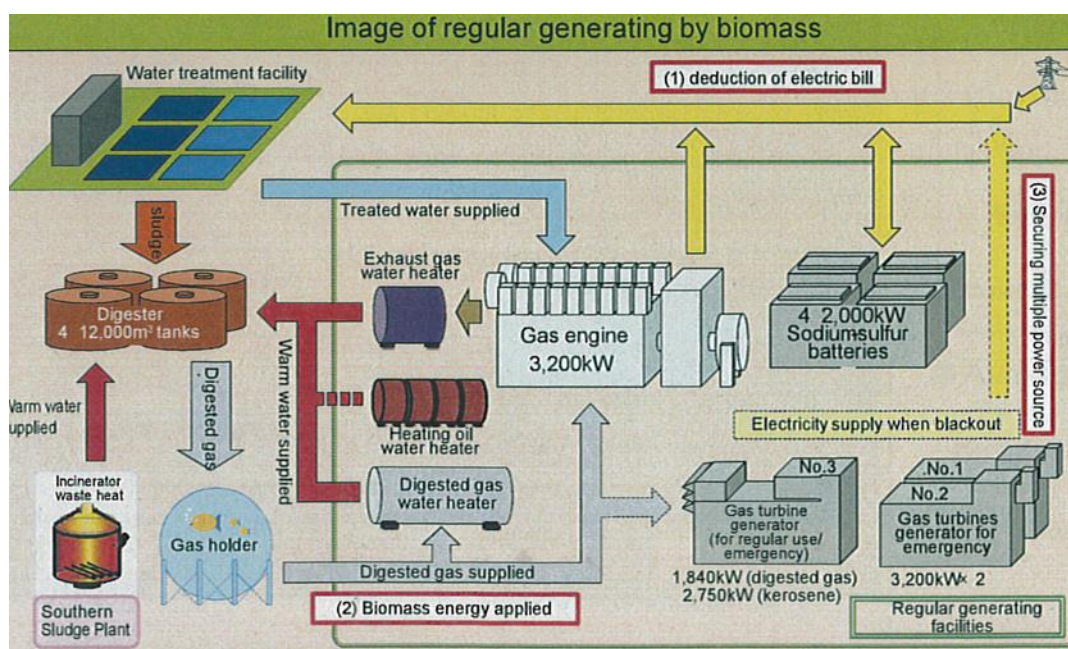 Image of regular generating by biomass
Water treatment facility
(1) deduction of electric bill
Treated water supplied
sludge
Exhaust gas
water heater
(3) Securing multiple power source
Digester
4 12,000m³ tanks
Gas engine
3,200kW
4 2,000kW
Sodiumsulfur
batteries
Warm water supplied
Digested gas
Warm water
supplied
Heating oil
water heater
Electricity supply when blackout
Incinerator
waste heat
Gas holder
Digested gas
water heater
No.3
Gas turbine
generator
(for regular use/
emergency)
No.1
No.2
Gas turbines
generator for
emergency
Digested gas supplied
1,840kW (digested gas)
2,750kW (kerosene)
3,200kW× 2
Southern
Sludge Plant
(2) Biomass energy applied
Regular generating
facilities